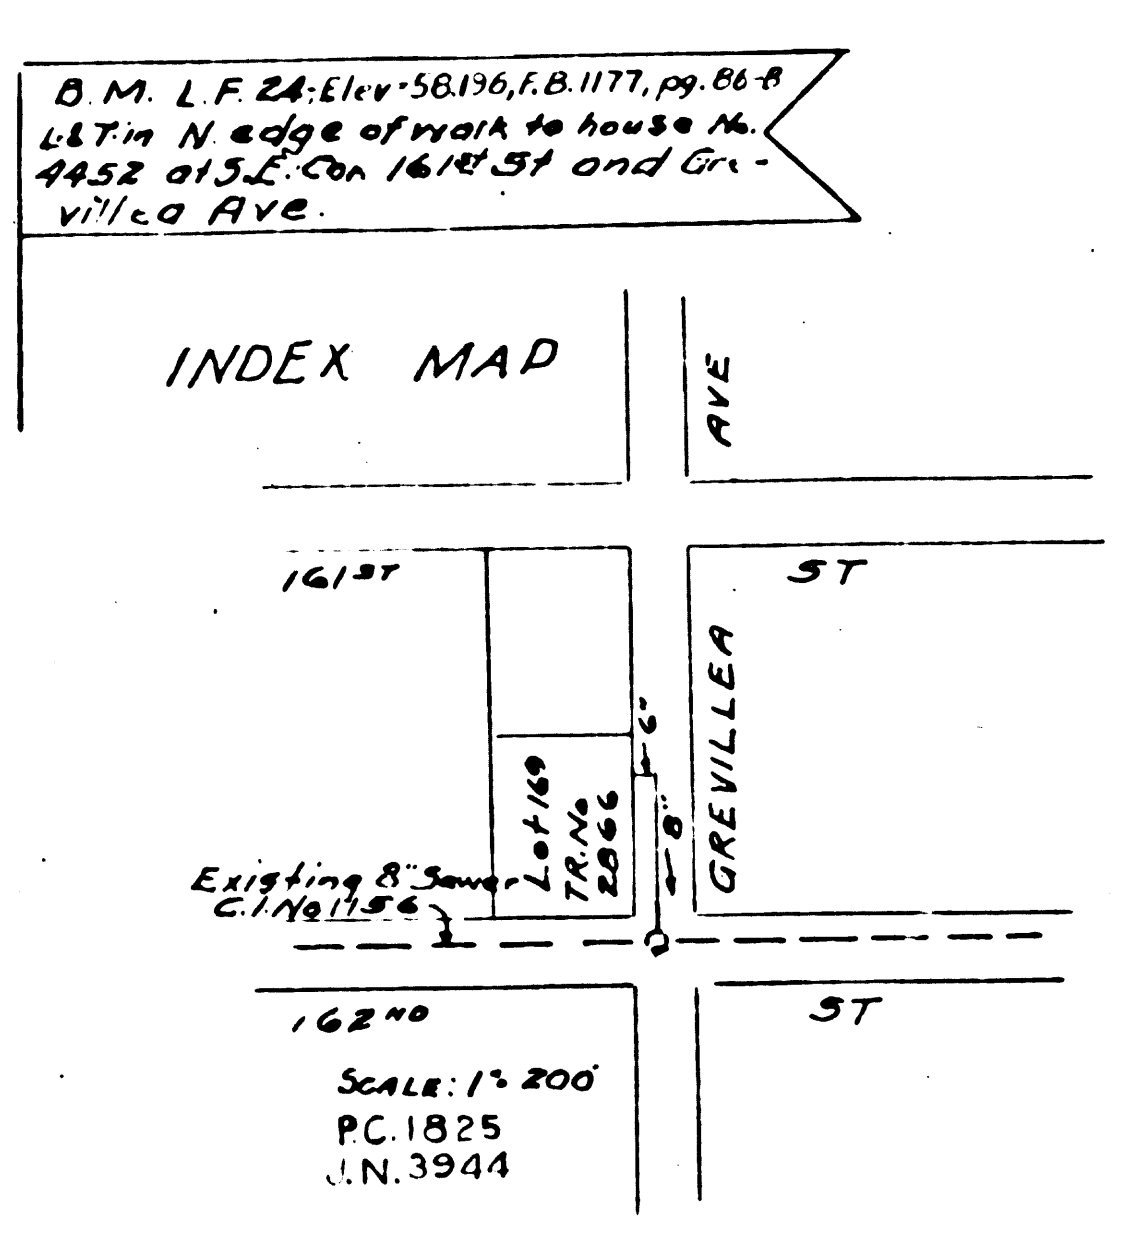 B.M. L.F. 24; Elev=58.196, F.B. 1177, pg. 86-B
L&T. in N. edge of walk to house No.
4452 at S.E. Cor 161st St and Gre-
villea Ave.
INDEX MAP
AVE
161ST
ST
GREVILLEA
6"
8"
Lot 169
TR. No
2866
Existing 8" Sewer
C.I. No 1156
162ND
ST
SCALE: 1"= 200'
P.C. 1825
J.N. 3944